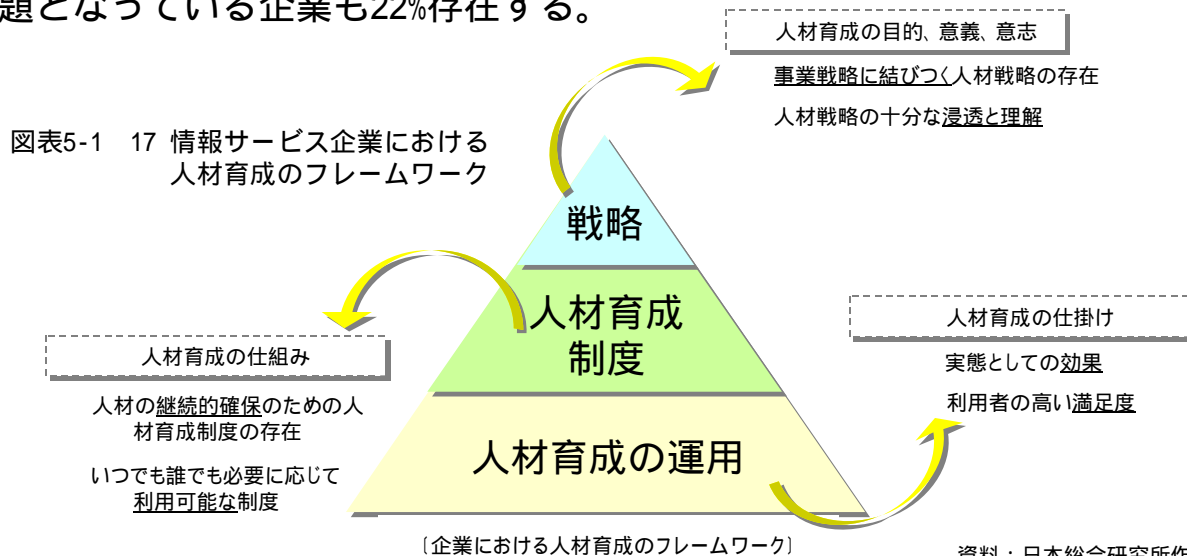 題となっている企業も22%存在する。
人材育成の目的、意義、意志
事業戦略に結びつく人材戦略の存在
人材戦略の十分な浸透と理解
図表5-1 17 情報サービス企業における
人材育成のフレームワーク
戦略
人材育成
制度
人材育成の運用
人材育成の仕組み
人材の継続的確保のための人
材育成制度の存在
いつでも誰でも必要に応じて
利用可能な制度
人材育成の仕掛け
実態としての効果
利用者の高い満足度
〔企業における人材育成のフレームワーク〕
資料:日本総合研究所作